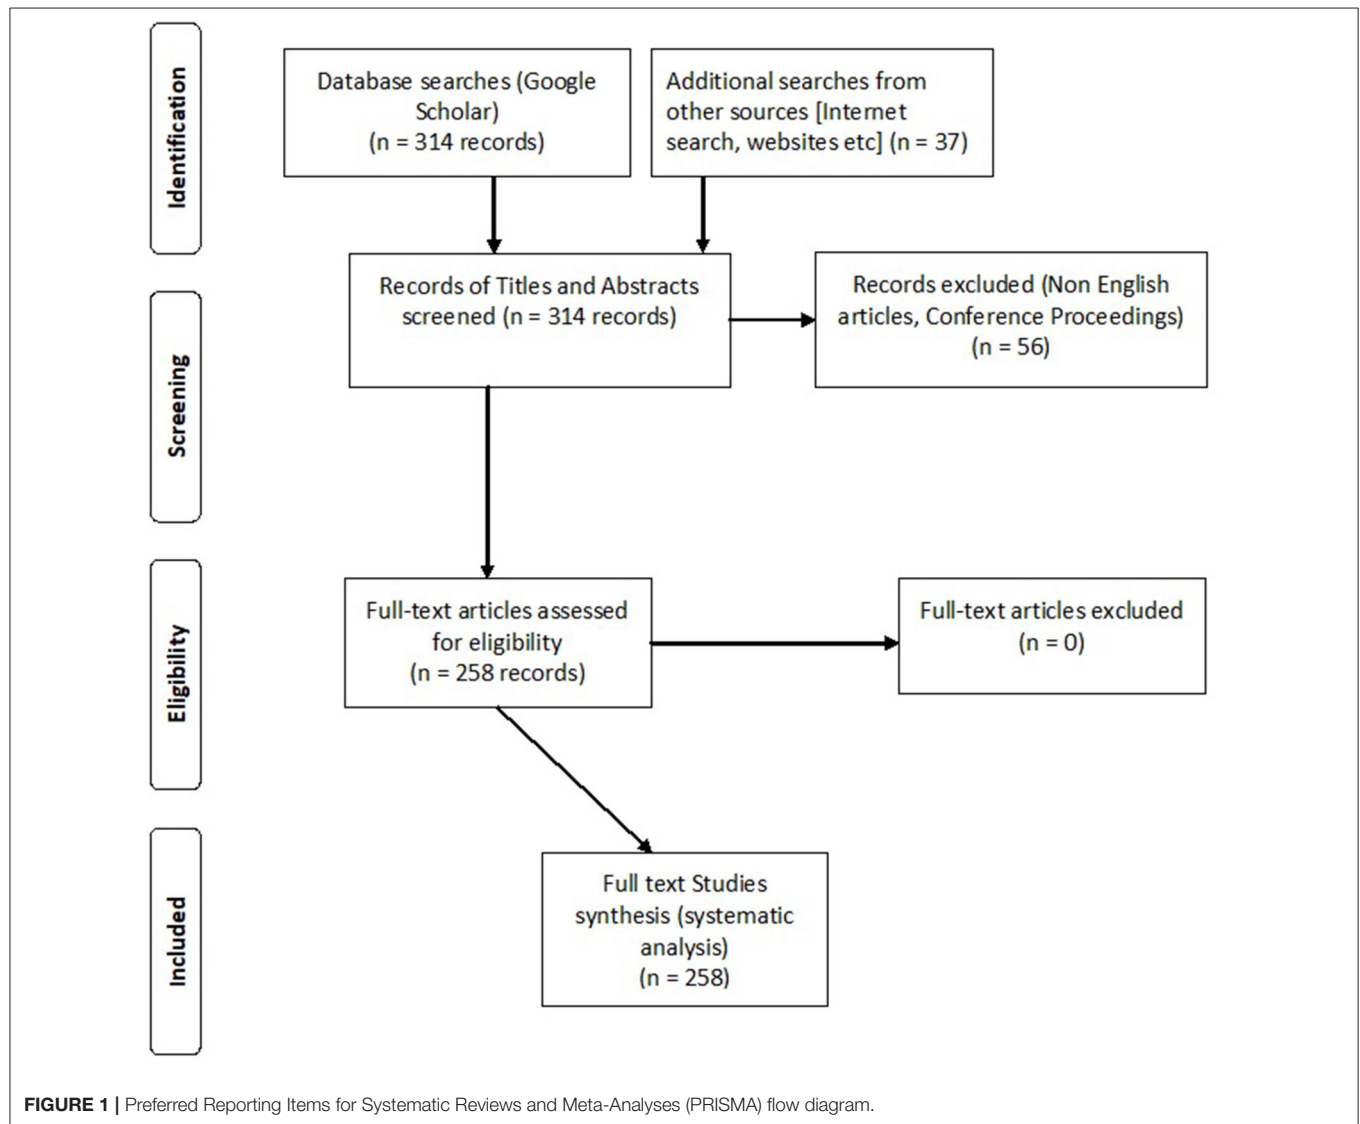 Identification
Database searches (Google
Scholar)
(n = 314 records)
Additional searches from
other sources [Internet
search, websites etc] (n = 37)
Screening
Records of Titles and Abstracts
screened (n = 314 records)
Records excluded (Non English
articles, Conference Proceedings)
(n = 56)
Eligibility
Full-text articles assessed
for eligibility
(n = 258 records)
Full-text articles excluded
(n = 0)
Included
Full text Studies
synthesis (systematic
analysis)
(n = 258)
FIGURE 1 | Preferred Reporting Items for Systematic Reviews and Meta-Analyses (PRISMA) flow diagram.